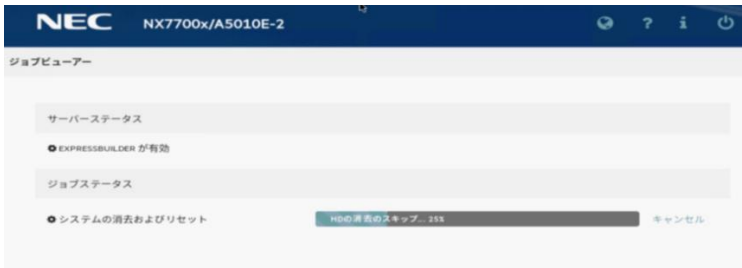 NEC NX7700x/A5010E-2 ? i
ジョブビューアー
サーバーステータス
EXPRESSBUILDER が有効
ジョブステータス
システムの消去およびリセット HDの消去のスキップ... 25% キャンセル